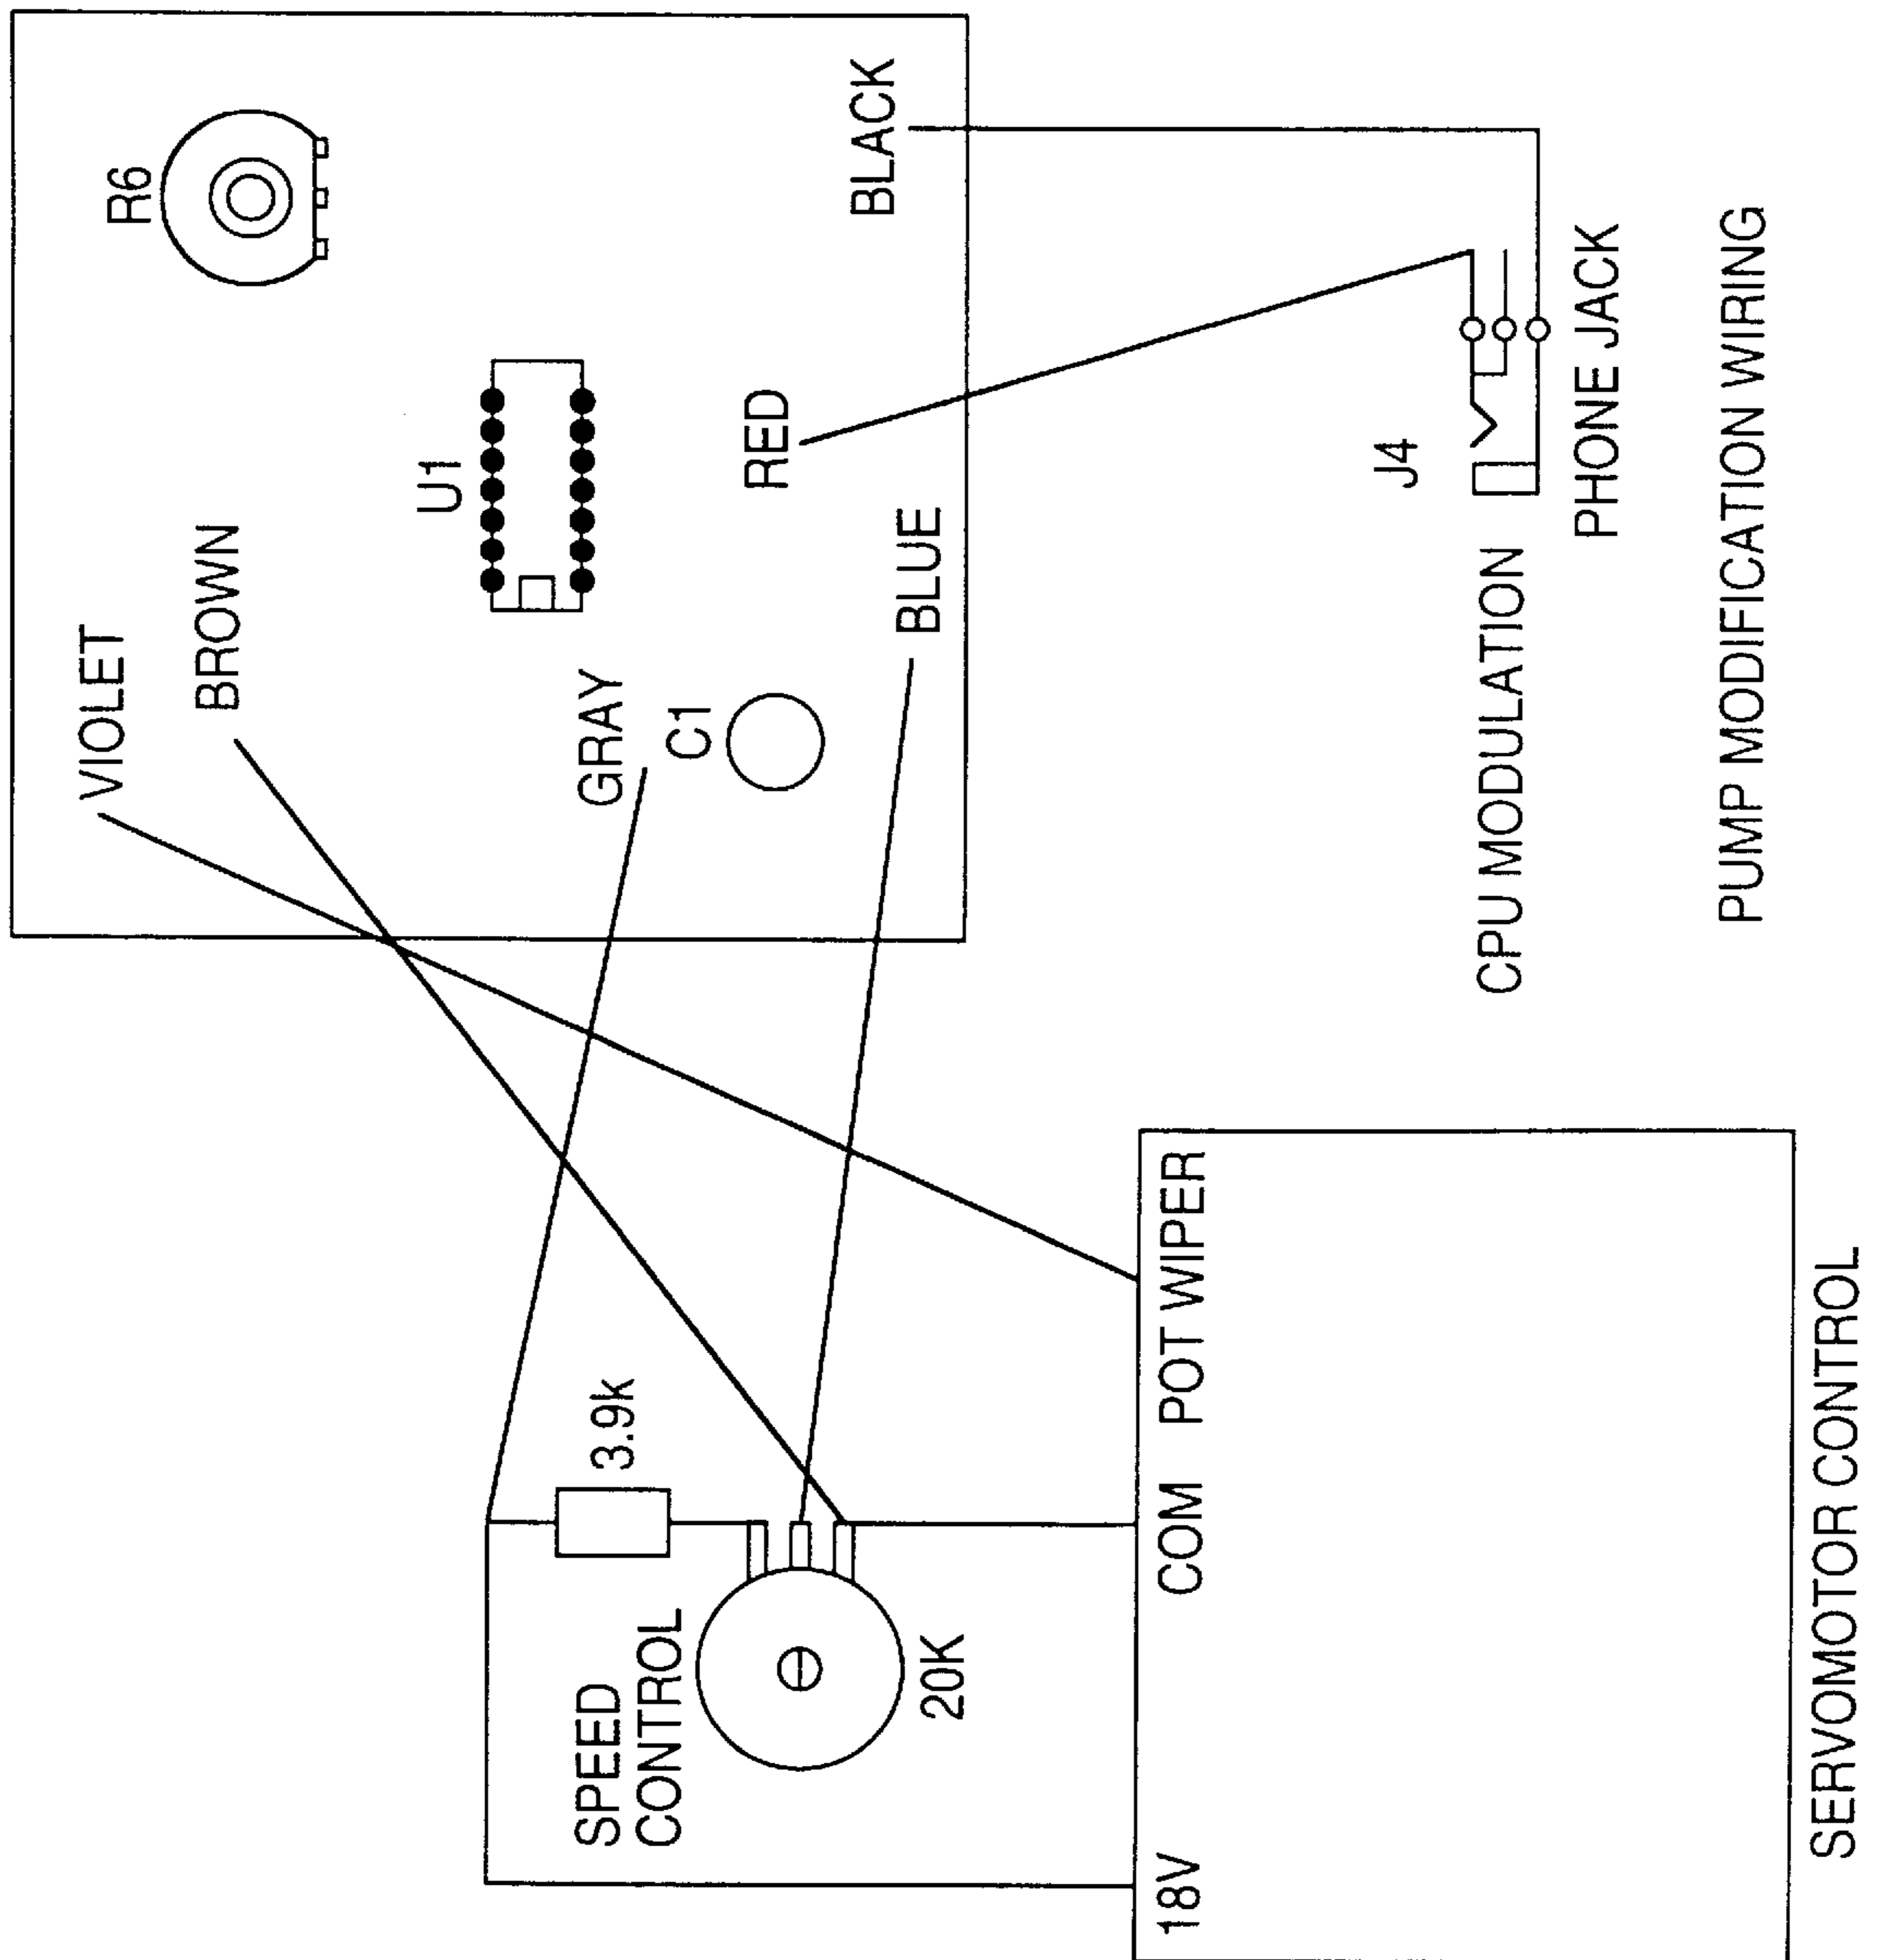 VIOLET
BROWN
R6
U1
GRAY
C1
RED
BLUE
BLACK
3.9k
SPEED
CONTROL
20K
18V
COM
POT WIPER
SERVOMOTOR CONTROL
J4
CPU MODULATION
PHONE JACK
PUMP MODIFICATION WIRING